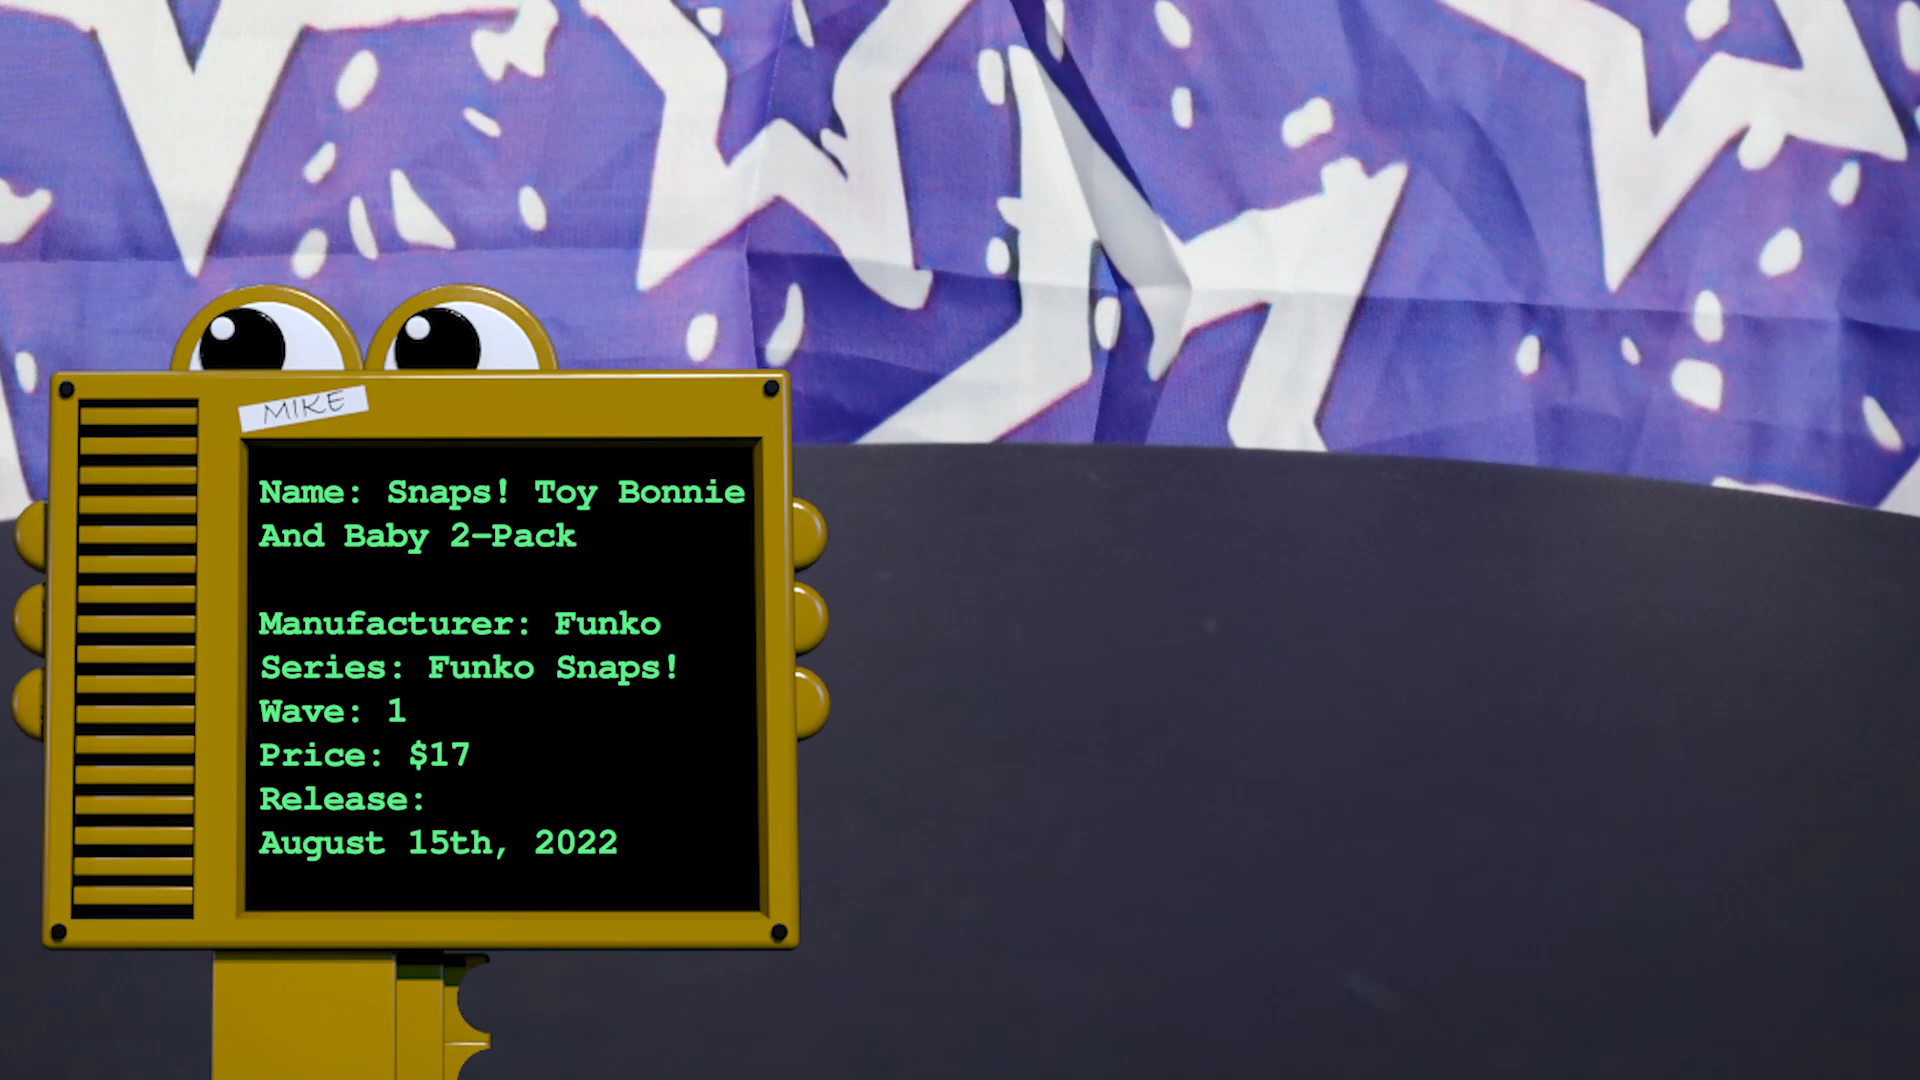 MIKE
Name: Snaps! Toy Bonnie
And Baby 2-Pack
Manufacturer: Funko
Series: Funko Snaps!
Wave: 1
Price: $17
Release:
August 15th, 2022